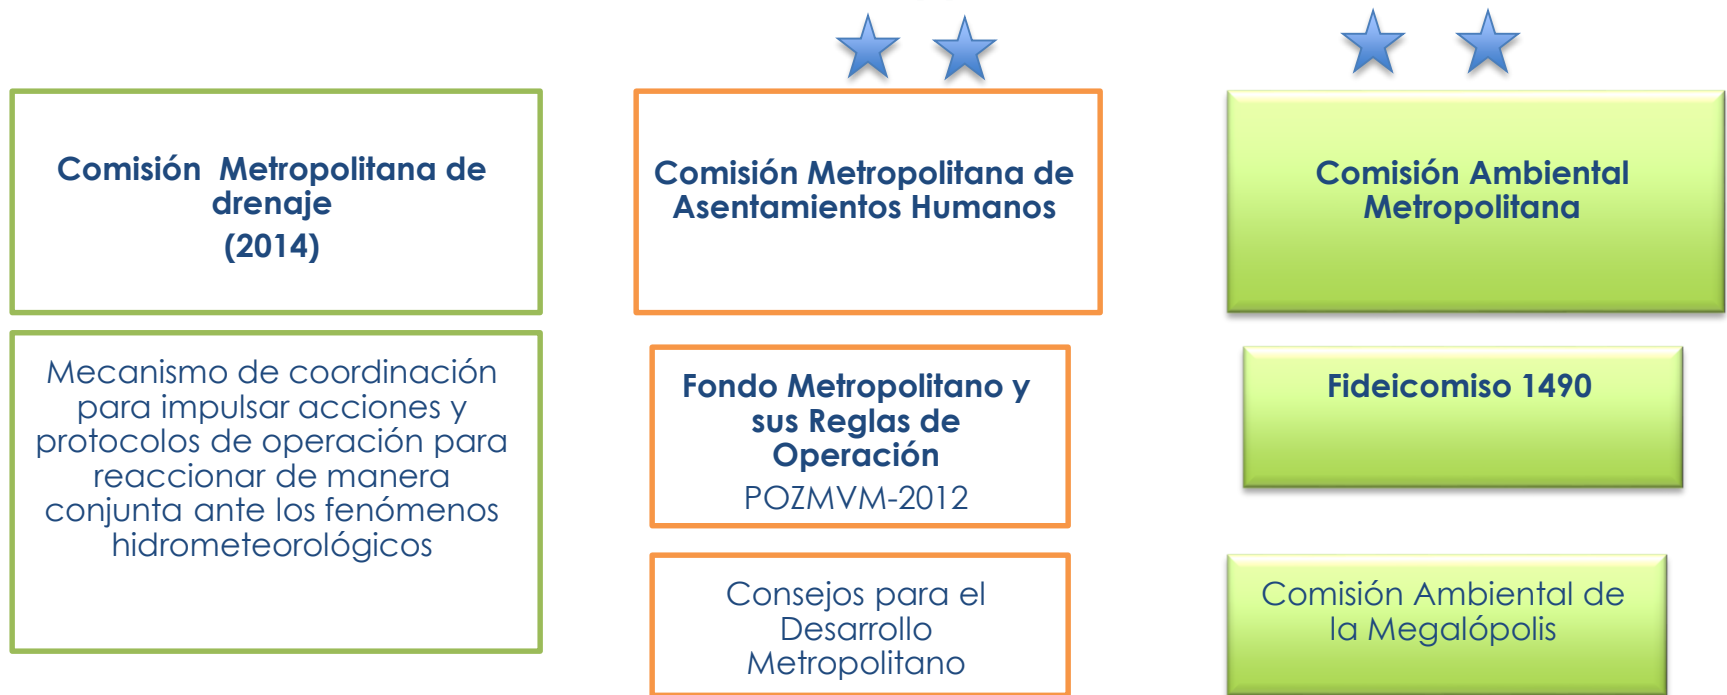 Comisión Metropolitana de
drenaje
(2014)
Mecanismo de coordinación
para impulsar acciones y
protocolos de operación para
reaccionar de manera
conjunta ante los fenómenos
hidrometeorológicos
Comisión Metropolitana de
Asentamientos Humanos
Fondo Metropolitano y
sus Reglas de
Operación
POZMVM-2012
Consejos para el
Desarrollo
Metropolitano
Comisión Ambiental
Metropolitana
Fideicomiso 1490
Comisión Ambiental de
la Megalópolis